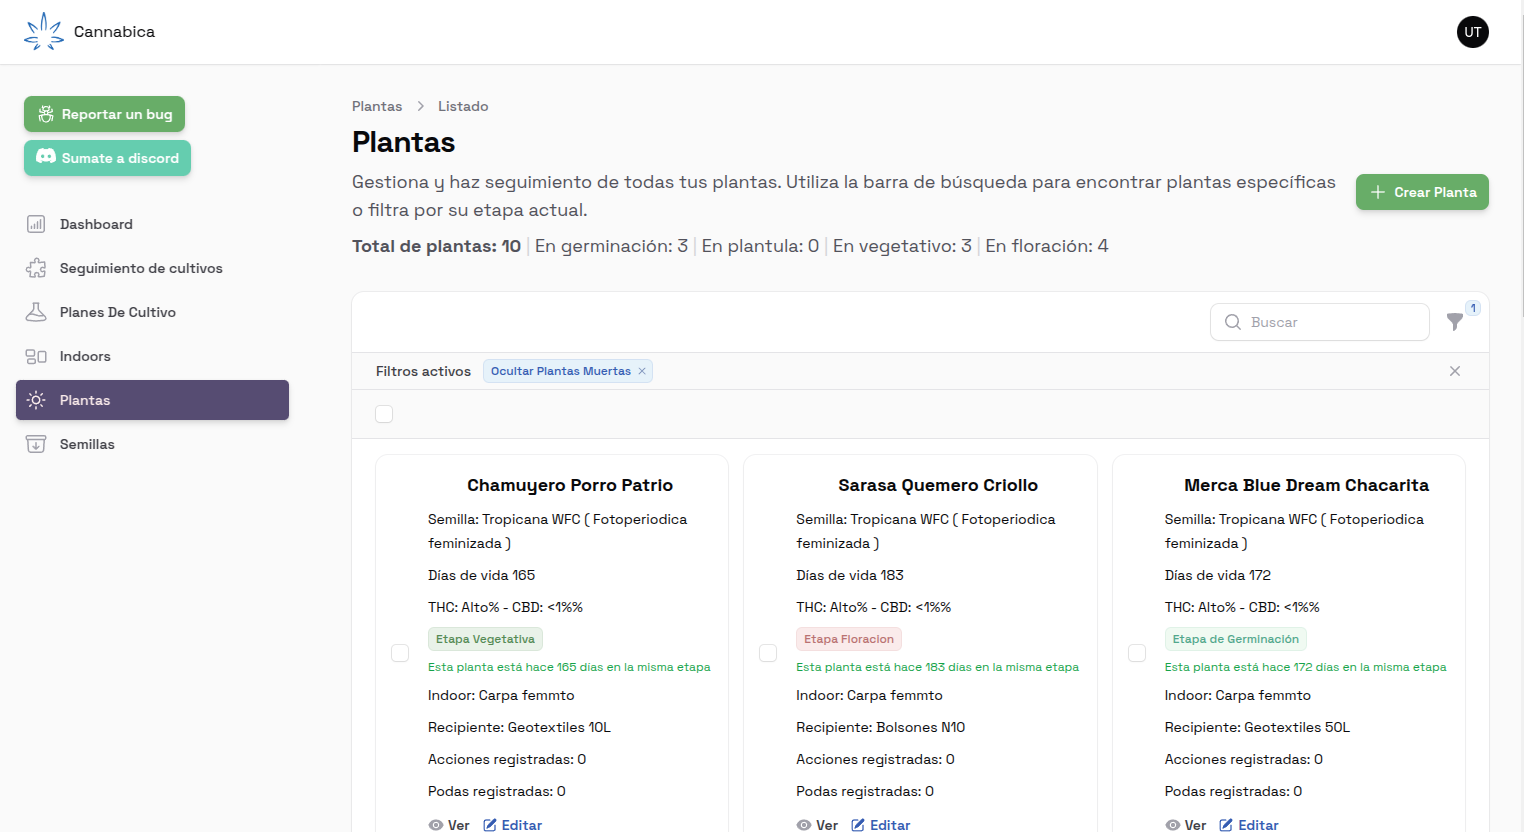 Cannabica
UT
Reportar un bug
Sumate a discord
Dashboard
Seguimiento de cultivos
Planes De Cultivo
Indoors
Plantas
Semillas
Plantas > Listado
Plantas
Gestiona y haz seguimiento de todas tus plantas. Utiliza la barra de búsqueda para encontrar plantas específicas
o filtra por su etapa actual.
Crear Planta
Total de plantas: 10 | En germinación: 3 | En plantula: 0 | En vegetativo: 3 | En floración: 4
Buscar
1
Filtros activos
Ocultar Plantas Muertas
Chamuyero Porro Patrio
Semilla: Tropicana WFC ( Fotoperiodica
feminizada )
Días de vida 165
THC: Alto% - CBD: <1%%
Etapa Vegetativa
Esta planta está hace 165 días en la misma etapa
Indoor: Carpa femmto
Recipiente: Geotextiles 10L
Acciones registradas: 0
Podas registradas: 0
Ver Editar
Sarasa Quemero Criollo
Semilla: Tropicana WFC ( Fotoperiodica
feminizada )
Días de vida 183
THC: Alto% - CBD: <1%%
Etapa Floracion
Esta planta está hace 183 días en la misma etapa
Indoor: Carpa femmto
Recipiente: Bolsones N10
Acciones registradas: 0
Podas registradas: 0
Ver Editar
Merca Blue Dream Chacarita
Semilla: Tropicana WFC ( Fotoperiodica
feminizada )
Días de vida 172
THC: Alto% - CBD: <1%%
Etapa de Germinación
Esta planta está hace 172 días en la misma etapa
Indoor: Carpa femmto
Recipiente: Geotextiles 50L
Acciones registradas: 0
Podas registradas: 0
Ver Editar